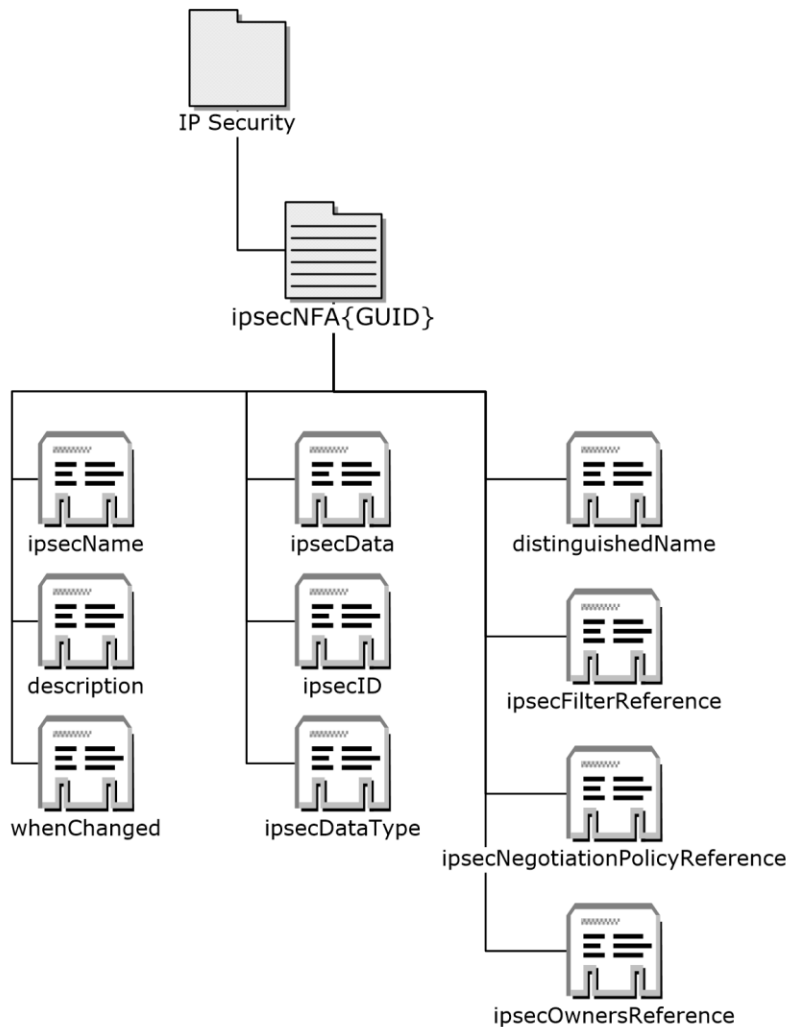 IP Security
ipsecNFA{GUID}
ipsecName
ipsecData
distinguishedName
description
ipsecID
ipsecFilterReference
whenChanged
ipsecDataType
ipsecNegotiationPolicyReference
ipsecOwnersReference